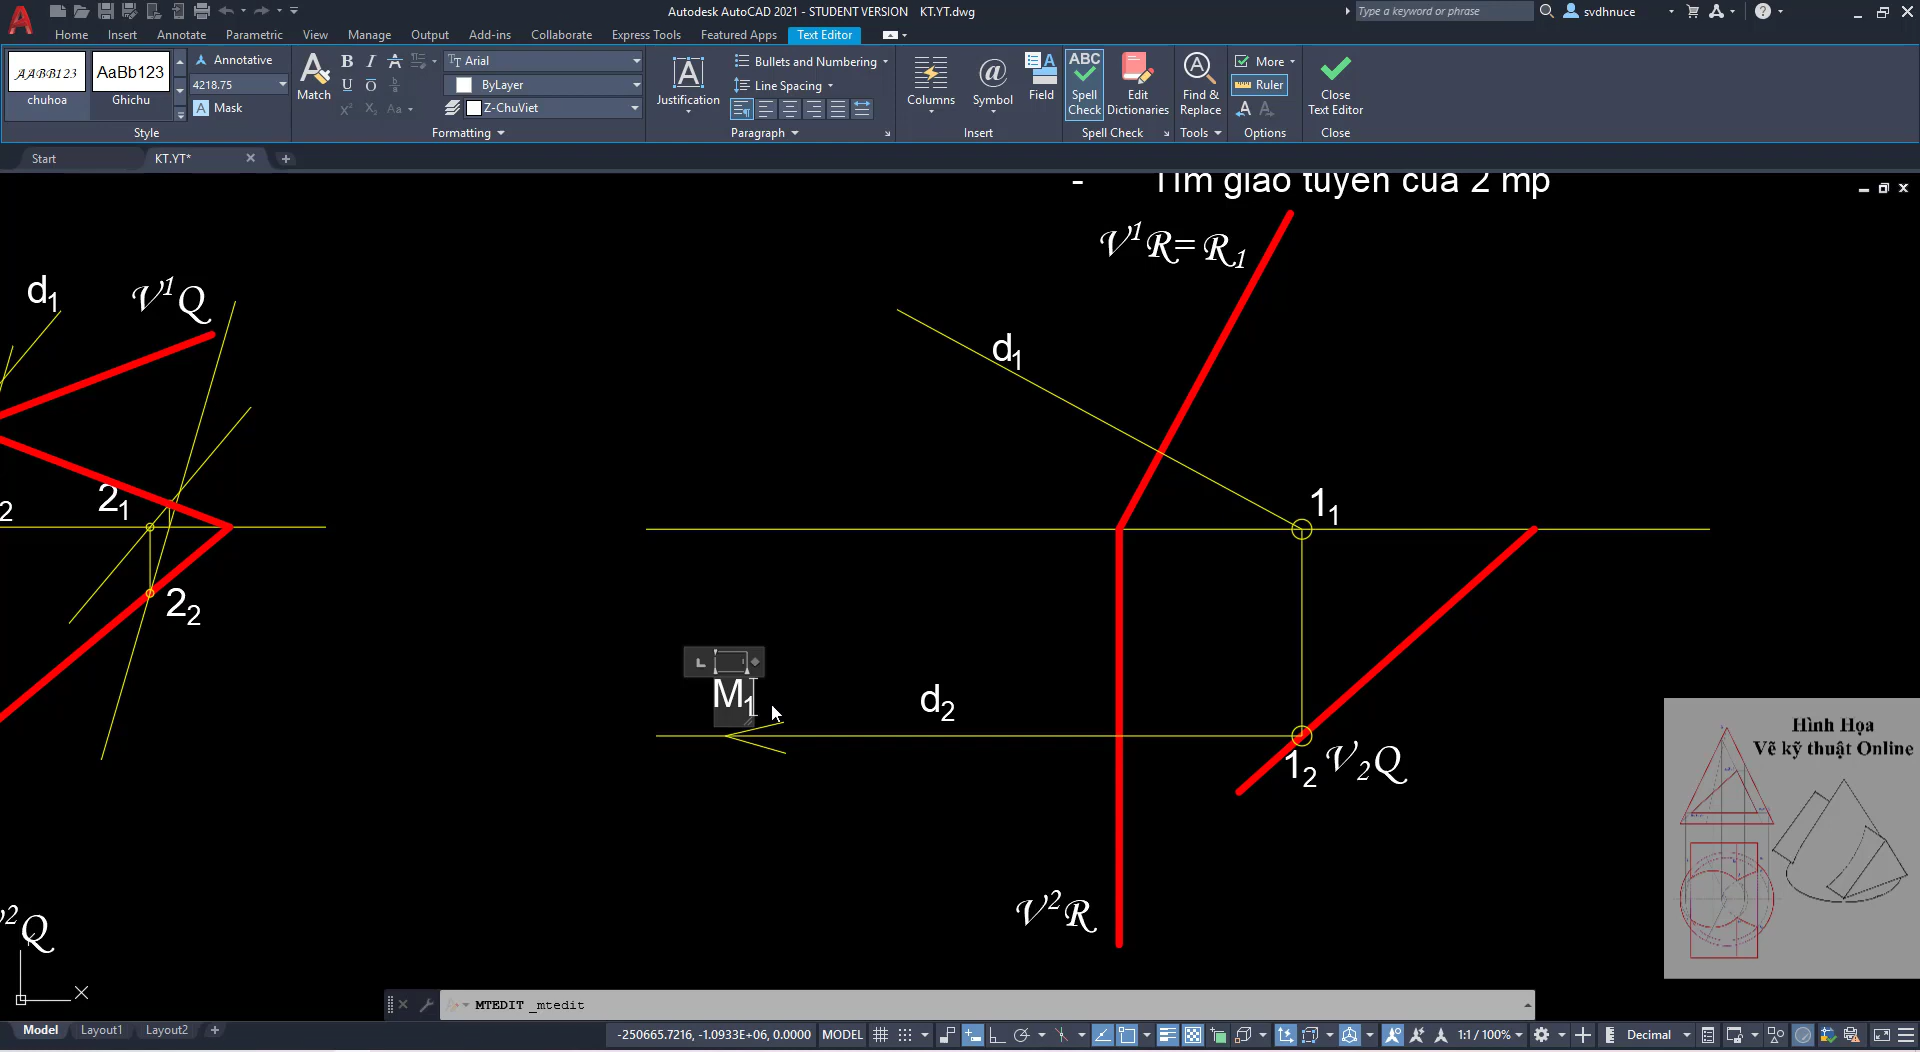 Autodesk AutoCAD 2021 - STUDENT VERSION KT.YT.dwg
Type a keyword or phrase
svdhnuce
Home Insert Annotate Parametric View Manage Output Add-ins Collaborate Express Tools Featured Apps Text Editor
AABB123
chuhoa
AaBb123
Ghichu
Annotative
4218.75
Mask
Style
Match
Arial
ByLayer
Z-ChuViet
Formatting
Justification
Bullets and Numbering
Line Spacing
Paragraph
Columns
Symbol
Field
Insert
ABC
Spell Check
Edit Dictionaries
Spell Check
Find & Replace
Tools
More
Ruler
Options
Close Text Editor
Close
Start
KT.YT*
- Tìm giao tuyến của 2 mp
V¹R= R₁
d₁
V¹Q
d₁
2₁
2
1₁
2₂
M₁
d₂
1₂ V₂Q
V²R
V²Q
Hình Họa
Vẽ kỹ thuật Online
X
MTEDIT _mtedit
Model Layout1 Layout2
-250665.7216, -1.0933E+06, 0.0000 MODEL
1:1 / 100%
Decimal